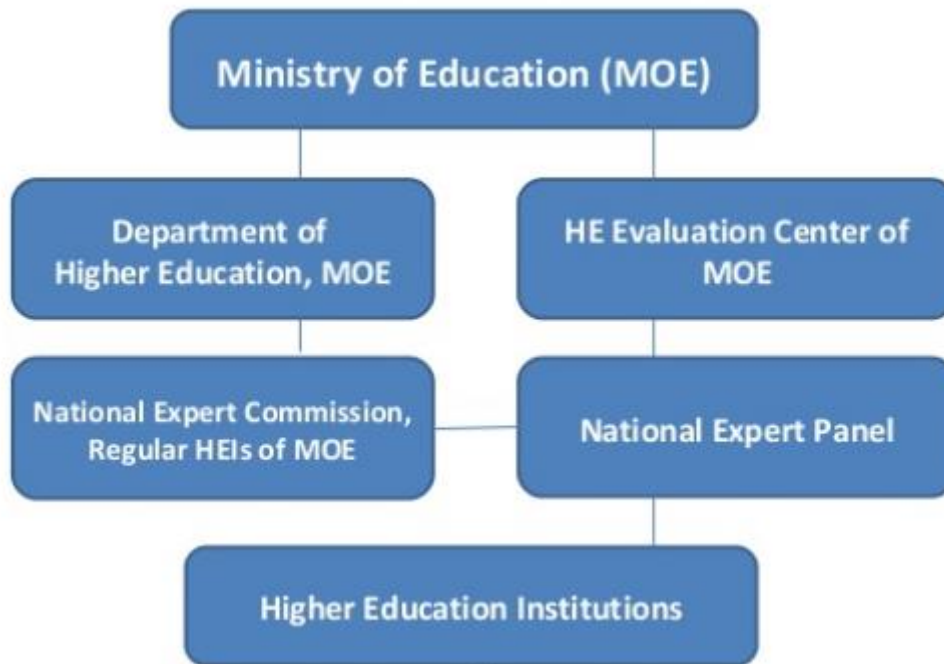 Ministry of Education (MOE)
Department of
Higher Education, MOE
HE Evaluation Center of
MOE
National Expert Commission,
Regular HEIs of MOE
National Expert Panel
Higher Education Institutions